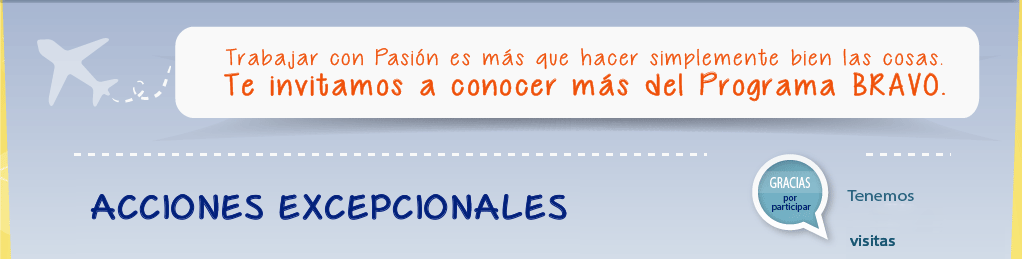 Trabajar con Pasión es más que hacer simplemente bien las cosas.
Te invitamos a conocer más del Programa BRAVO.
ACCIONES EXCEPCIONALES
GRACIAS
por
participar
Tenemos
visitas